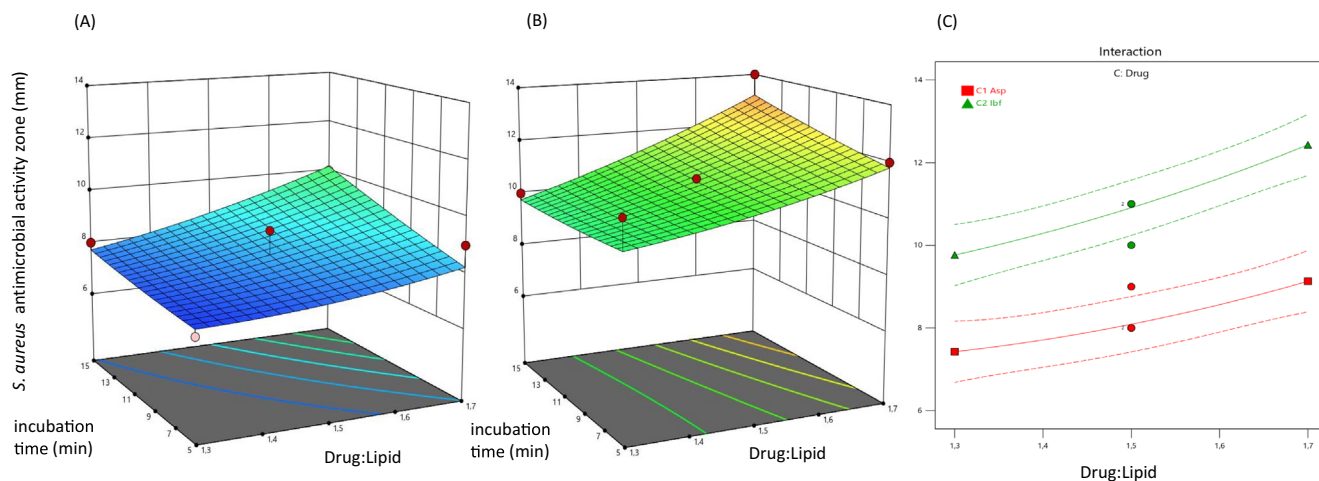 (A)
(B)
(C)
S. aureus antimicrobial activity zone (mm)
14
12
10
8
6
15
13
11
9
7
5
1,3
1,4
1,5
1,6
1,7
incubation
time (min)
Drug:Lipid
14
12
10
8
6
15
13
11
9
7
5
1,3
1,4
1,5
1,6
1,7
incubation
time (min)
Drug:Lipid
Interaction
C: Drug
C1 Asp
C2 Ibf
14
12
10
8
6
2
2
1,3
1,4
1,5
1,6
1,7
Drug:Lipid